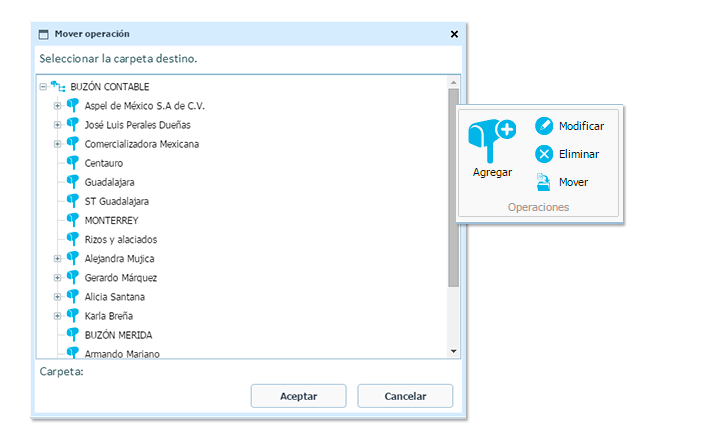 Mover operación
Seleccionar la carpeta destino.
BUZÓN CONTABLE
Aspel de México S.A de C.V.
José Luis Perales Dueñas
Comercializadora Mexicana
Centauro
Guadalajara
ST Guadalajara
MONTERREY
Rizos y alaciados
Alejandra Mujica
Gerardo Márquez
Alicia Santana
Karla Breña
BUZÓN MERIDA
Armando Mariano
Carpeta:
Aceptar
Cancelar
Agregar
Modificar
Eliminar
Mover
Operaciones